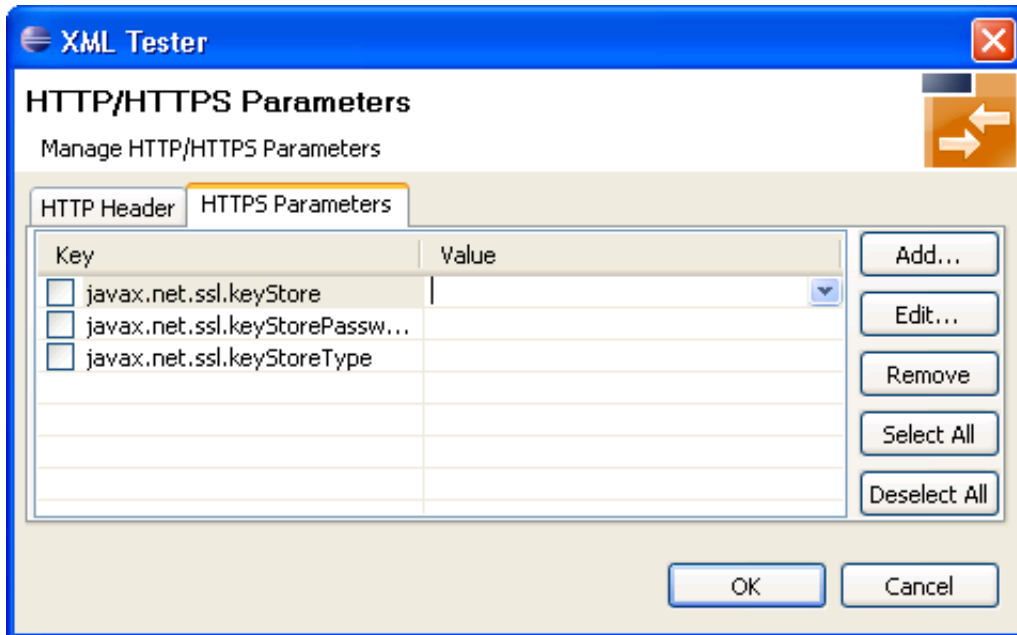 XML Tester
HTTP/HTTPS Parameters
Manage HTTP/HTTPS Parameters
HTTP Header HTTPS Parameters
Key Value
javax.net.ssl.keyStore
javax.net.ssl.keyStorePassw...
javax.net.ssl.keyStoreType
Add...
Edit...
Remove
Select All
Deselect All
OK Cancel